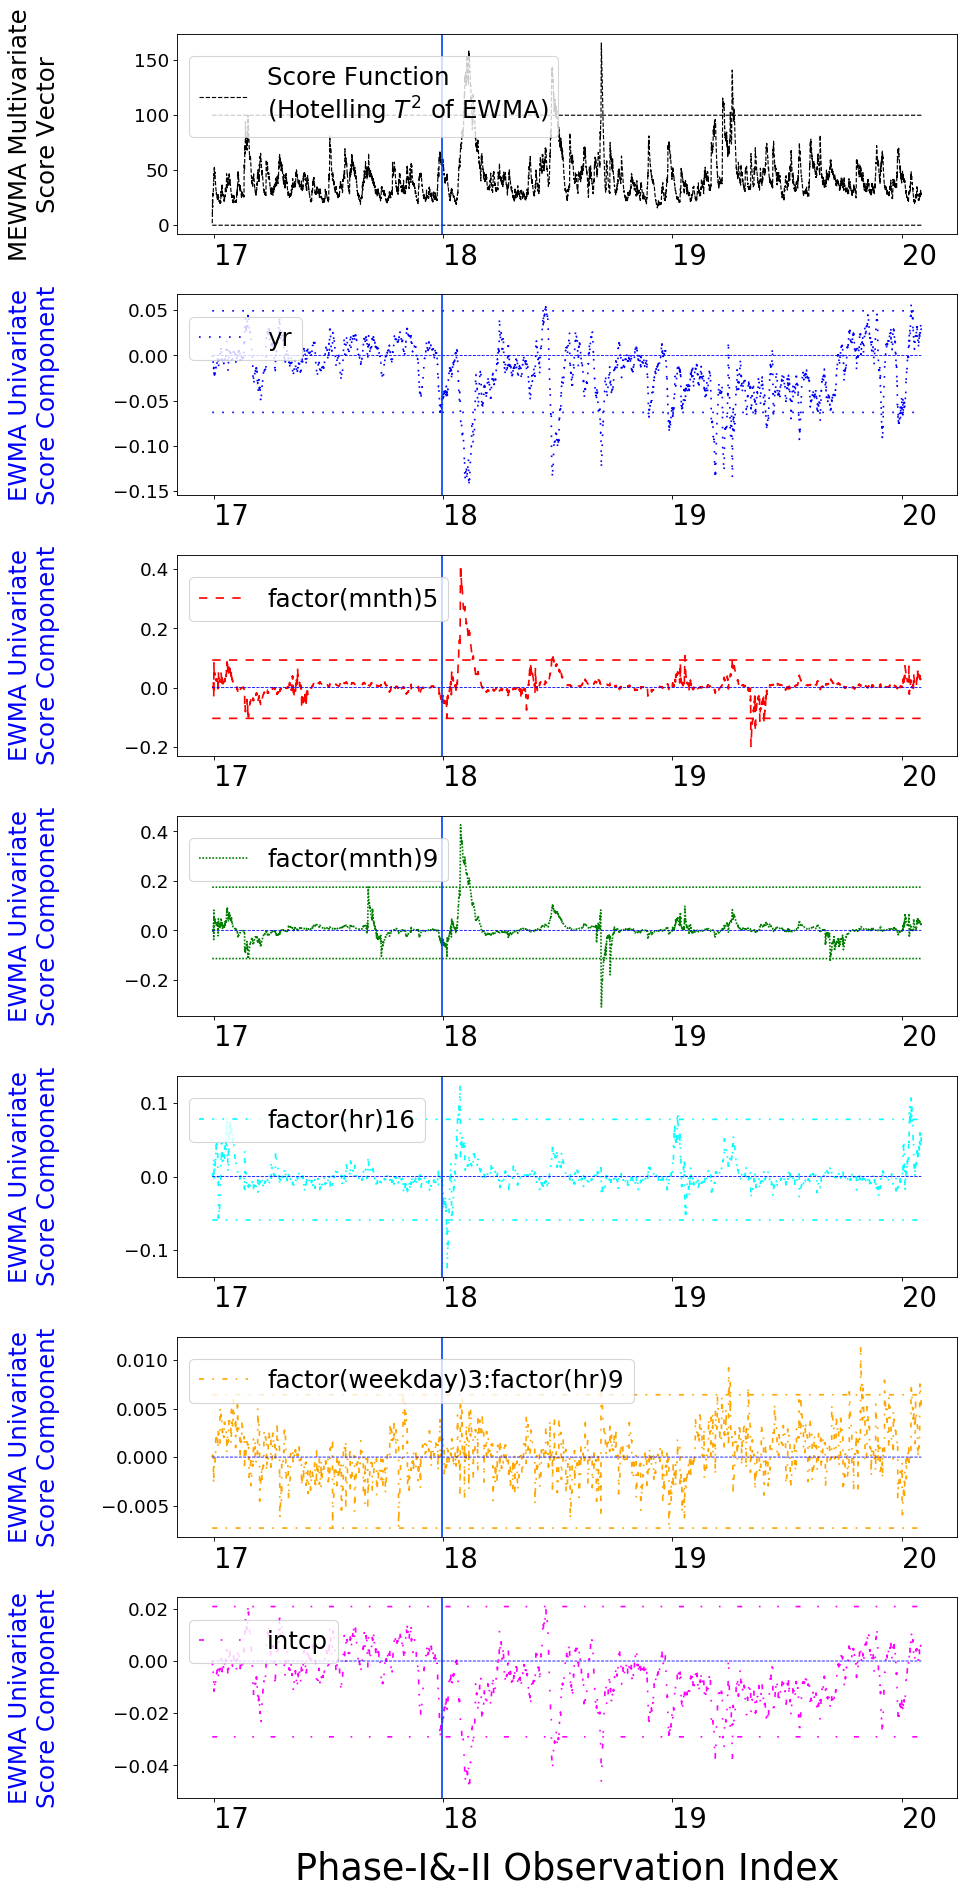 MEWMA Multivariate
Score Vector
150
100
50
0
Score Function
(Hotelling T² of EWMA)
17 18 19 20
EWMA Univariate
Score Component
0.05
0.00
−0.05
−0.10
−0.15
yr
17 18 19 20
EWMA Univariate
Score Component
0.4
0.2
0.0
−0.2
factor(mnth)5
17 18 19 20
EWMA Univariate
Score Component
0.4
0.2
0.0
−0.2
factor(mnth)9
17 18 19 20
EWMA Univariate
Score Component
0.1
0.0
−0.1
factor(hr)16
17 18 19 20
EWMA Univariate
Score Component
0.010
0.005
0.000
−0.005
factor(weekday)3:factor(hr)9
17 18 19 20
EWMA Univariate
Score Component
0.02
0.00
−0.02
−0.04
intcp
17 18 19 20
Phase-I&-II Observation Index